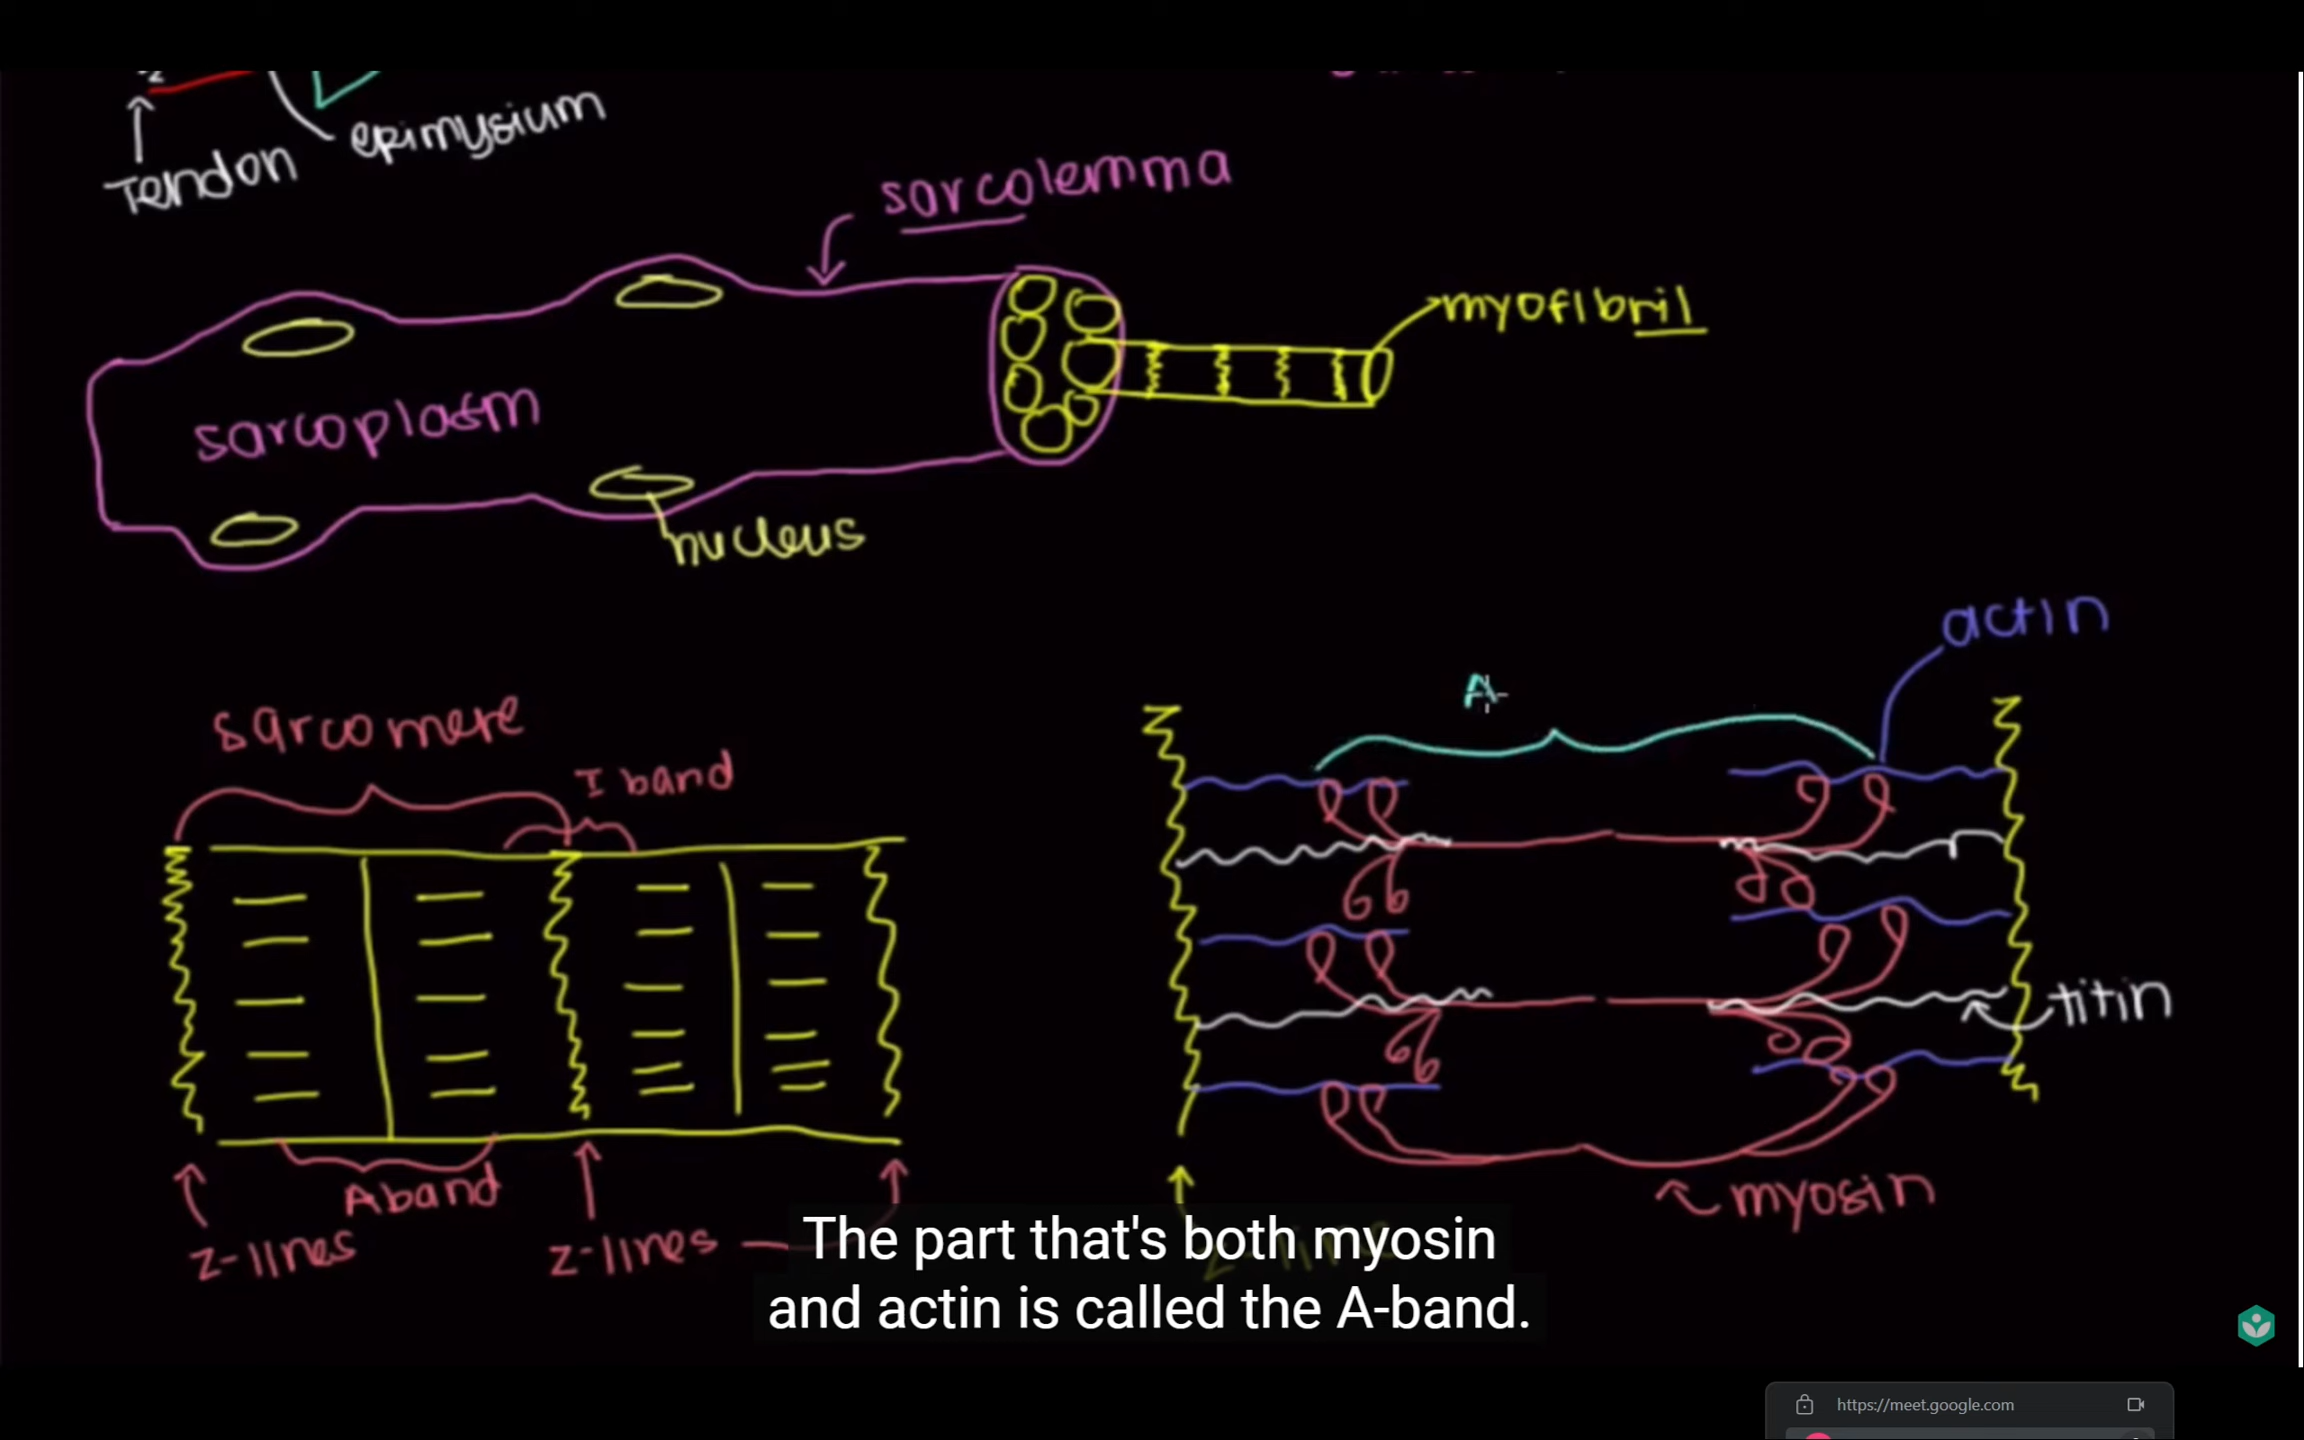 Tendon
epimysium
sarcolemma
myofibril
sarcoplasm
nucleus
actin
A
sarcomere
I band
titin
A band
myosin
z-lines
z-lines
The part that's both myosin
and actin is called the A-band.
https://meet.google.com